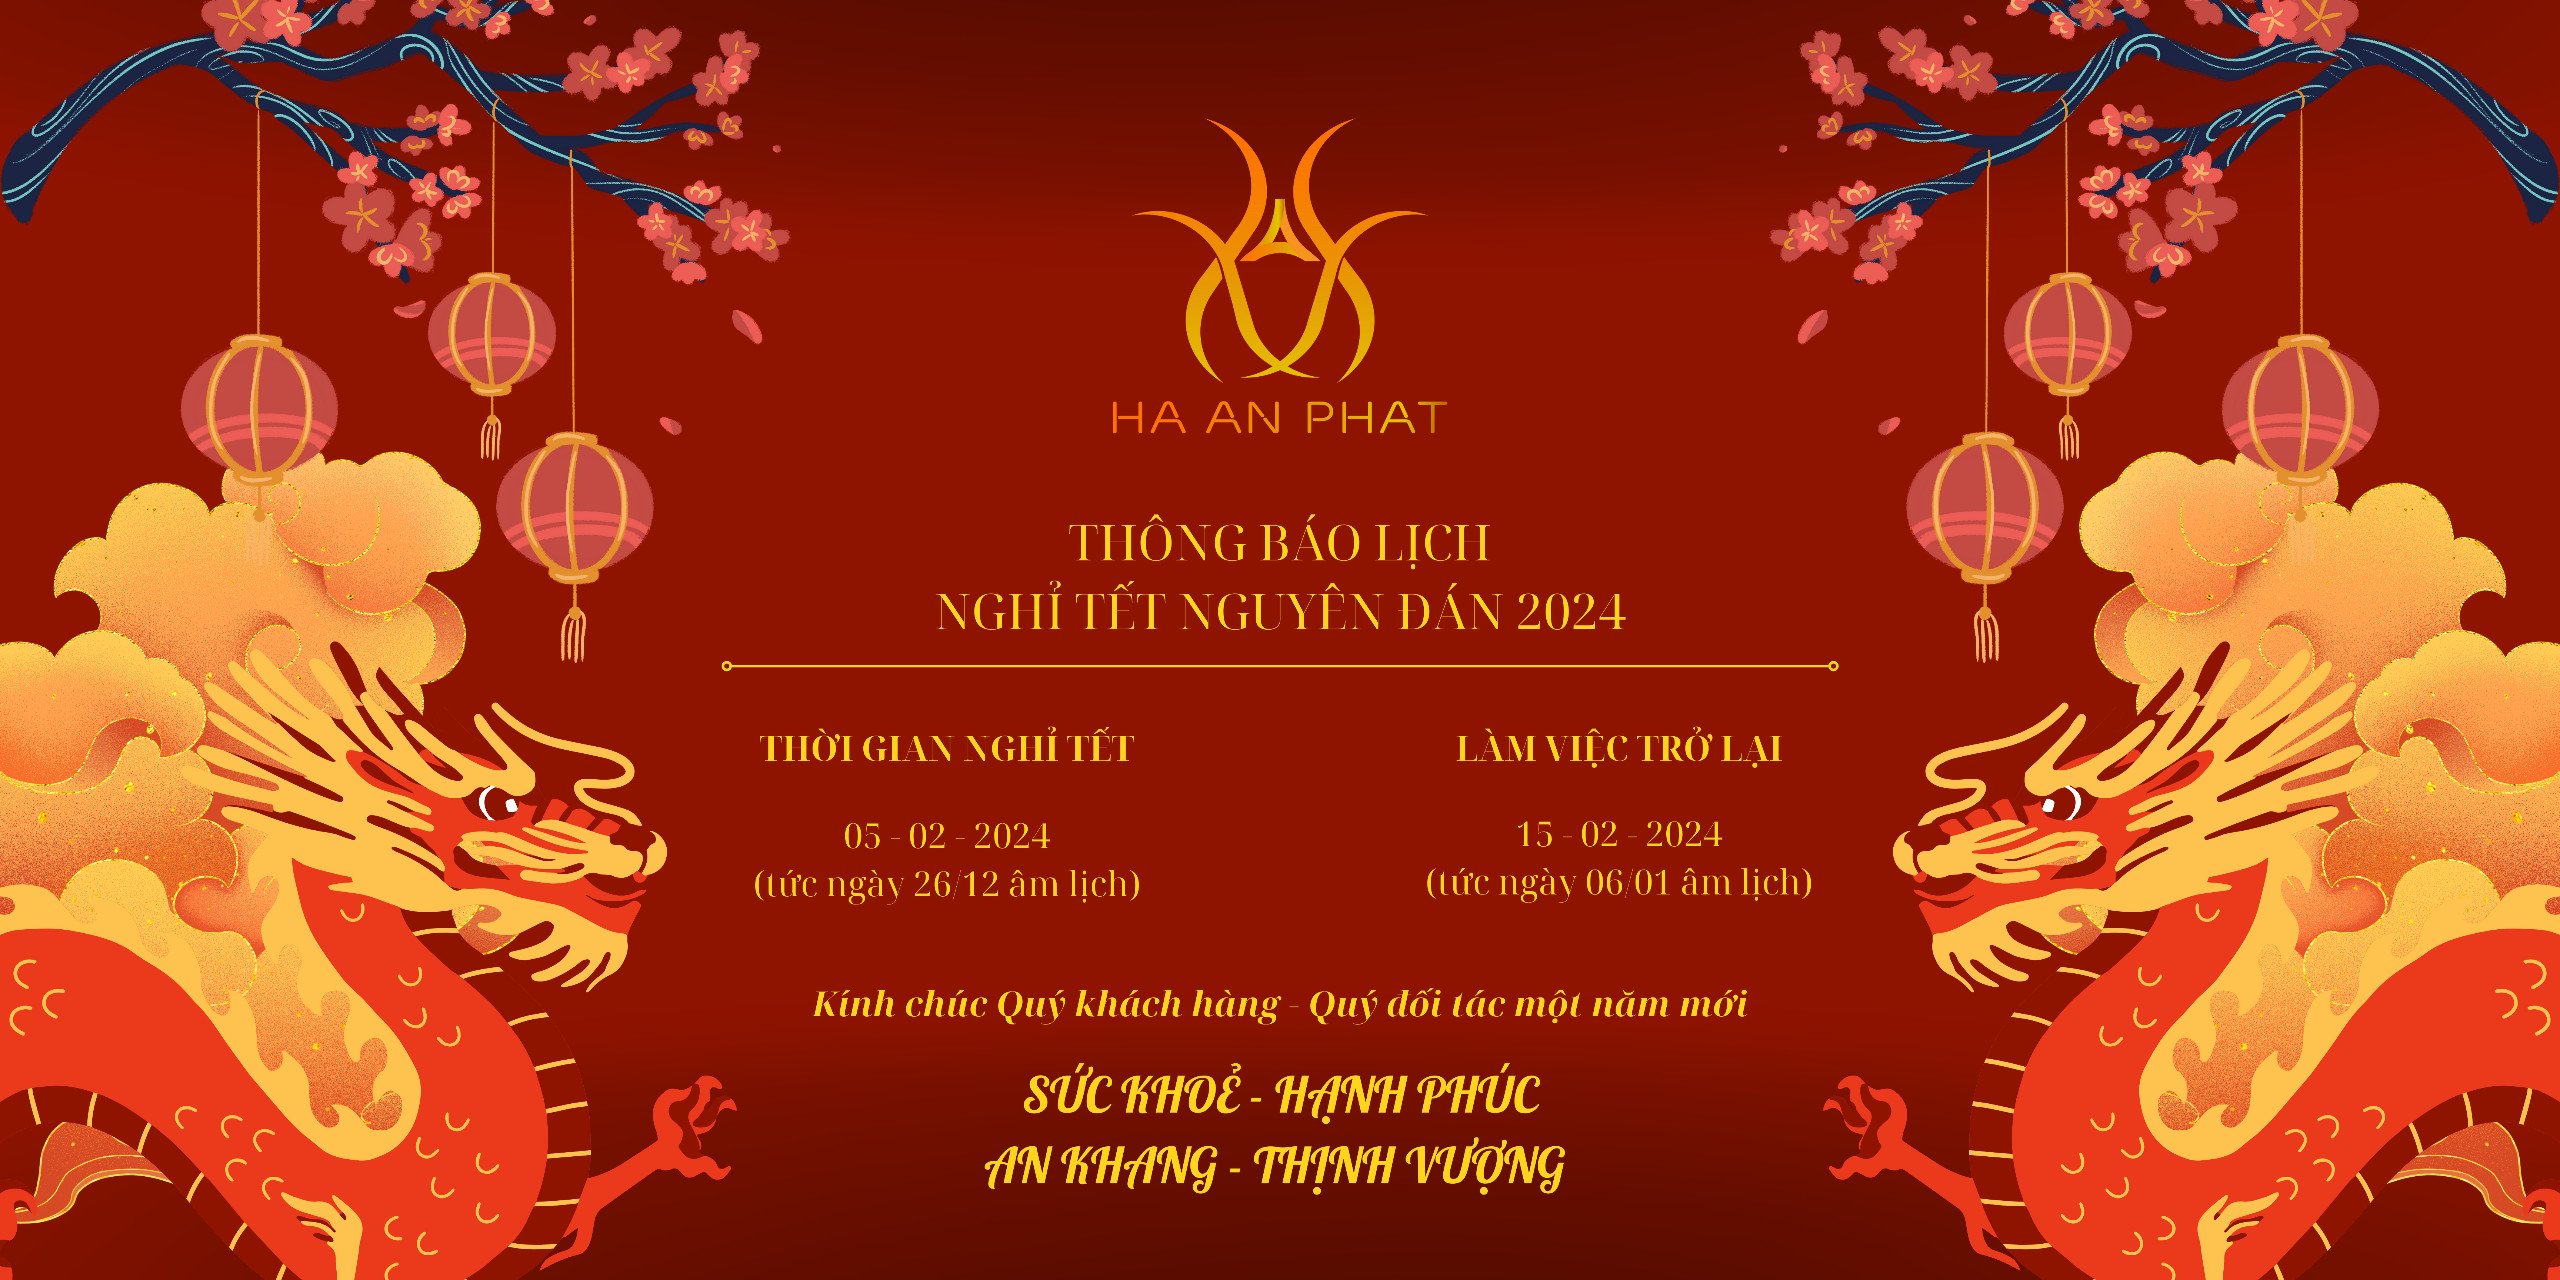 HA AN PHAT
THÔNG BÁO LỊCH
NGHỈ TẾT NGUYÊN ĐÁN 2024
THỜI GIAN NGHỈ TẾT
05 - 02 - 2024
(tức ngày 26/12 âm lịch)
LÀM VIỆC TRỞ LẠI
15 - 02 - 2024
(tức ngày 06/01 âm lịch)
Kính chúc Quý khách hàng - Quý đối tác một năm mới
SỨC KHOẺ - HẠNH PHÚC
AN KHANG - THỊNH VƯỢNG